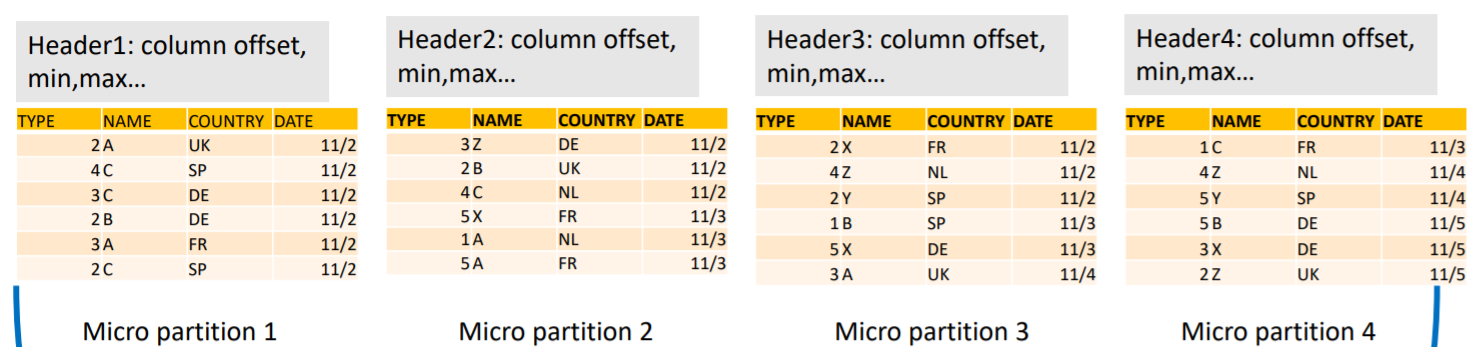 Header1: column offset,
min,max...
TYPE NAME COUNTRY DATE
2 A UK 11/2
4 C SP 11/2
3 C DE 11/2
2 B DE 11/2
3 A FR 11/2
2 C SP 11/2
Micro partition 1
Header2: column offset,
min,max...
TYPE NAME COUNTRY DATE
3 Z DE 11/2
2 B UK 11/2
4 C NL 11/2
5 X FR 11/3
1 A NL 11/3
5 A FR 11/3
Micro partition 2
Header3: column offset,
min,max...
TYPE NAME COUNTRY DATE
2 X FR 11/2
4 Z NL 11/2
2 Y SP 11/2
1 B SP 11/3
5 X DE 11/3
3 A UK 11/4
Micro partition 3
Header4: column offset,
min,max...
TYPE NAME COUNTRY DATE
1 C FR 11/3
4 Z NL 11/4
5 Y SP 11/4
5 B DE 11/5
3 X DE 11/5
2 Z UK 11/5
Micro partition 4